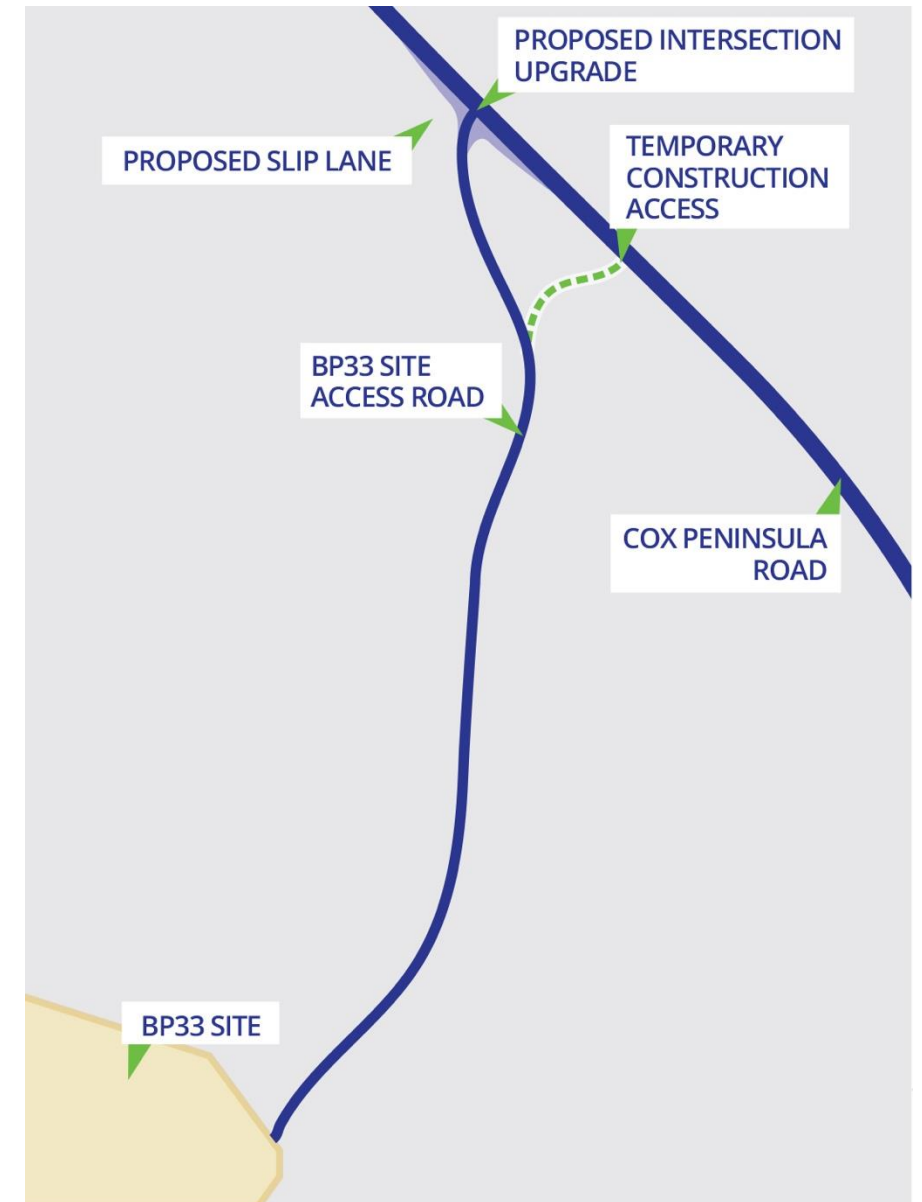 PROPOSED INTERSECTION
UPGRADE
PROPOSED SLIP LANE
TEMPORARY
CONSTRUCTION
ACCESS
BP33 SITE
ACCESS ROAD
COX PENINSULA
ROAD
BP33 SITE